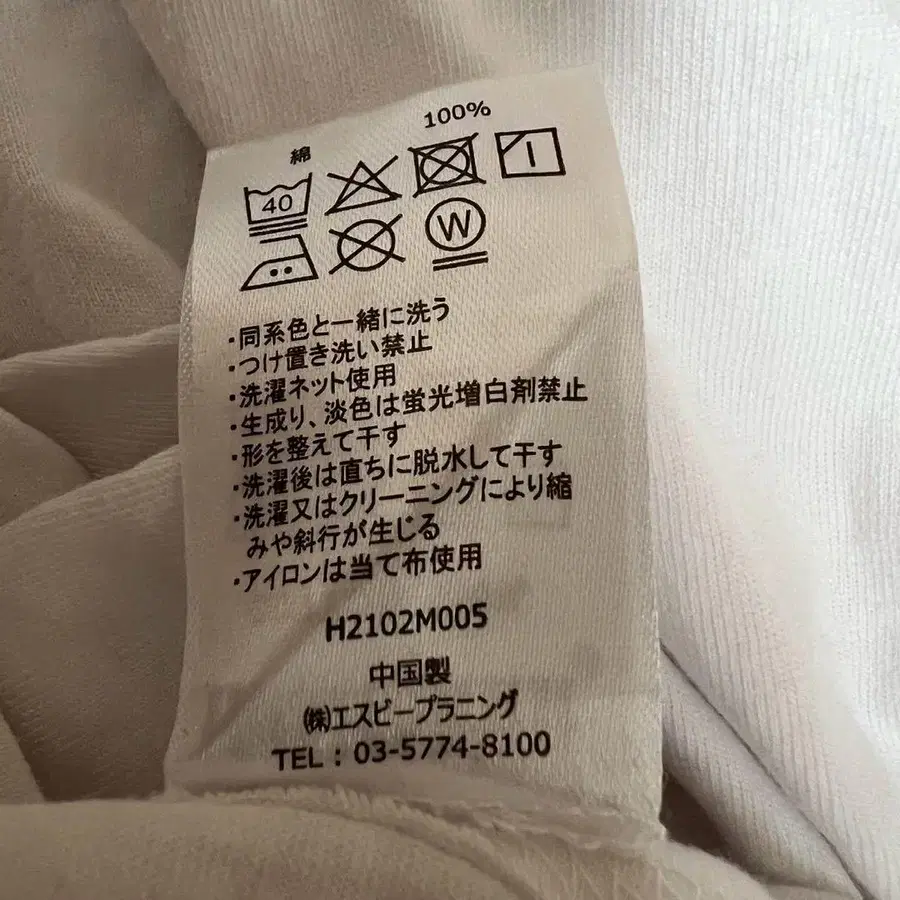 綿 100%
40
W
・同系色と一緒に洗う
・つけ置き洗い禁止
・洗濯ネット使用
・生成り、淡色は蛍光増白剤禁止
・形を整えて干す
・洗濯後は直ちに脱水して干す
・洗濯又はクリーニングにより縮
みや斜行が生じる
・アイロンは当て布使用
H2102M005
中国製
㈱エスピープラニング
TEL : 03-5774-8100